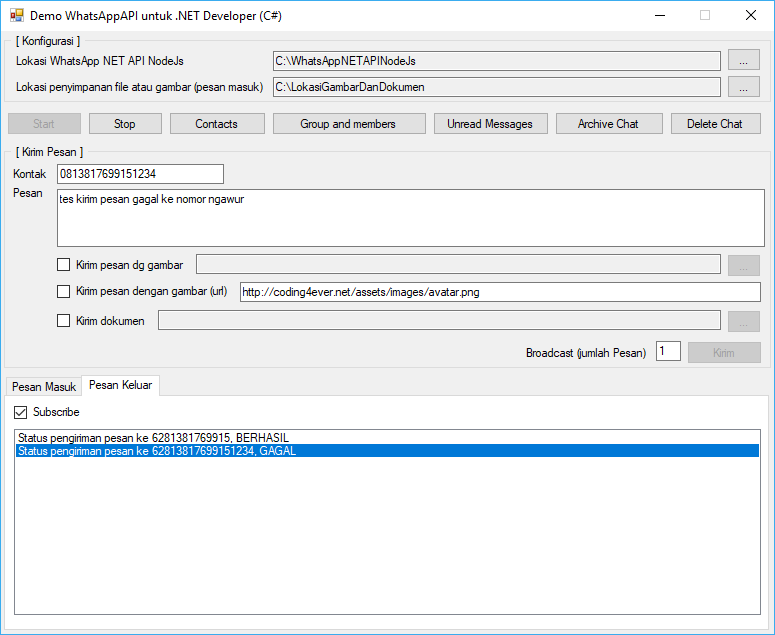 Demo WhatsAppAPI untuk .NET Developer (C#)
[ Konfigurasi ]
Lokasi WhatsApp NET API NodeJs C:\WhatsAppNETAPINodeJs ...
Lokasi penyimpanan file atau gambar (pesan masuk) C:\LokasiGambarDanDokumen ...
Start Stop Contacts Group and members Unread Messages Archive Chat Delete Chat
[ Kirim Pesan ]
Kontak 0813817699151234
Pesan tes kirim pesan gagal ke nomor ngawur
Kirim pesan dg gambar ...
Kirim pesan dengan gambar (url) http://coding4ever.net/assets/images/avatar.png
Kirim dokumen ...
Broadcast (jumlah Pesan) 1 Kirim
Pesan Masuk Pesan Keluar
Subscribe
Status pengiriman pesan ke 6281381769915, BERHASIL
Status pengiriman pesan ke 62813817699151234, GAGAL